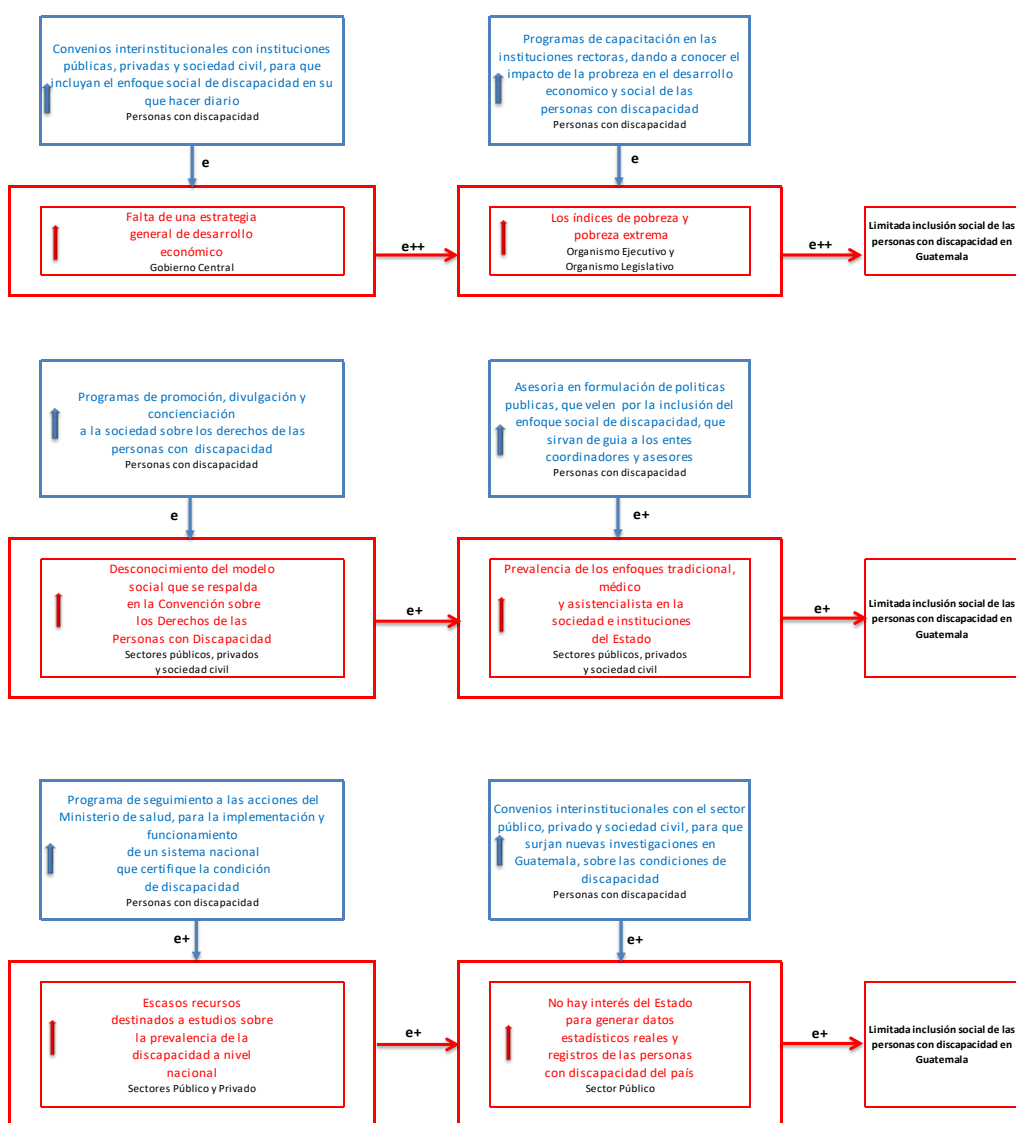 Convenios interinstitucionales con instituciones
públicas, privadas y sociedad civil, para que
incluyan el enfoque social de discapacidad en su
que hacer diario
Personas con discapacidad
Programas de capacitación en las
instituciones rectoras, dando a conocer el
impacto de la probreza en el desarrollo
economico y social de las
personas con discapacidad
Personas con discapacidad
e
e
Falta de una estrategia
general de desarrollo
económico
Gobierno Central
e++
Los índices de pobreza y
pobreza extrema
Organismo Ejecutivo y
Organismo Legislativo
e++
Limitada inclusión social de las
personas con discapacidad en
Guatemala
Programas de promoción, divulgación y
concienciación
a la sociedad sobre los derechos de las
personas con discapacidad
Personas con discapacidad
Asesoria en formulación de politicas
publicas, que velen por la inclusión del
enfoque social de discapacidad, que
sirvan de guia a los entes
coordinadores y asesores
Personas con discapacidad
e
e+
Desconocimiento del modelo
social que se respalda
en la Convención sobre
los Derechos de las
Personas con Discapacidad
Sectores públicos, privados
y sociedad civil
e+
Prevalencia de los enfoques tradicional,
médico
y asistencialista en la
sociedad e instituciones
del Estado
Sectores públicos, privados
y sociedad civil
e+
Limitada inclusión social de las
personas con discapacidad en
Guatemala
Programa de seguimiento a las acciones del
Ministerio de salud, para la implementación y
funcionamiento
de un sistema nacional
que certifique la condición
de discapacidad
Personas con discapacidad
Convenios interinstitucionales con el sector
público, privado y sociedad civil, para que
surjan nuevas investigaciones en
Guatemala, sobre las condiciones de
discapacidad
Personas con discapacidad
e+
e+
Escasos recursos
destinados a estudios sobre
la prevalencia de la
discapacidad a nivel
nacional
Sectores Público y Privado
e+
No hay interés del Estado
para generar datos
estadísticos reales y
registros de las personas
con discapacidad del país
Sector Público
e+
Limitada inclusión social de las
personas con discapacidad en
Guatemala